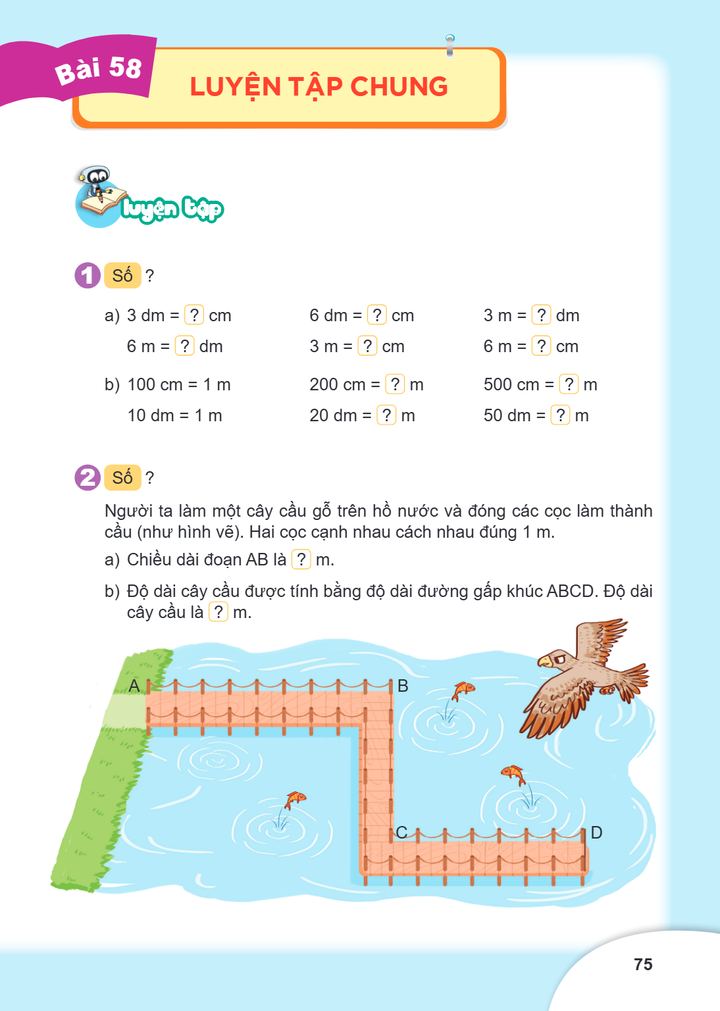 Bài 58
LUYỆN TẬP CHUNG
luyện tập
1 Số ?
a) 3 dm = ? cm 6 dm = ? cm 3 m = ? dm
6 m = ? dm 3 m = ? cm 6 m = ? cm
b) 100 cm = 1 m 200 cm = ? m 500 cm = ? m
10 dm = 1 m 20 dm = ? m 50 dm = ? m
2 Số ?
Người ta làm một cây cầu gỗ trên hồ nước và đóng các cọc làm thành
cầu (như hình vẽ). Hai cọc cạnh nhau cách nhau đúng 1 m.
a) Chiều dài đoạn AB là ? m.
b) Độ dài cây cầu được tính bằng độ dài đường gấp khúc ABCD. Độ dài
cây cầu là ? m.
A B
C D
75